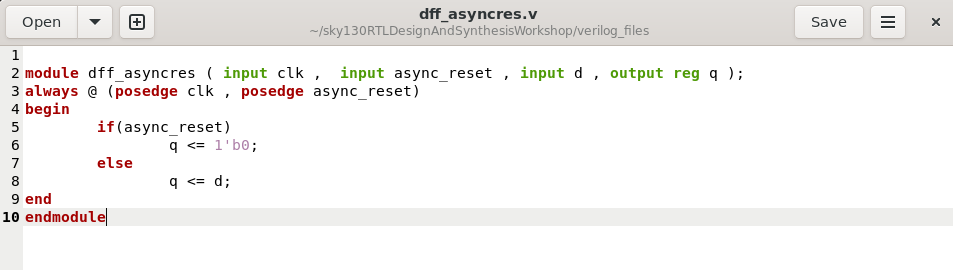 Open
dff_asyncres.v
~/sky130RTLDesignAndSynthesisWorkshop/verilog_files
Save
1
2 module dff_asyncres ( input clk ,  input async_reset , input d , output reg q );
3 always @ (posedge clk , posedge async_reset)
4 begin
5         if(async_reset)
6                 q <= 1'b0;
7         else
8                 q <= d;
9 end
10 endmodule